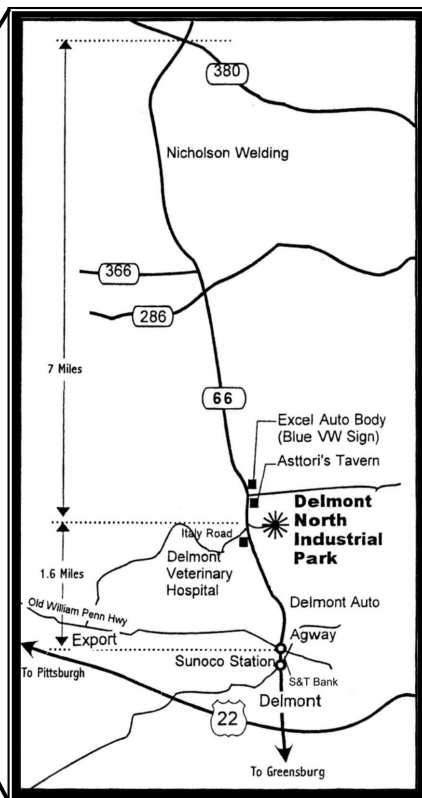 380
Nicholson Welding
366
286
7 Miles
66
Excel Auto Body
(Blue VW Sign)
Asttori's Tavern
Delmont
North
Industrial
Park
Italy Road
Delmont
Veterinary
Hospital
1.6 Miles
Delmont Auto
Old William Penn Hwy
Export
Agway
Sunoco Station
To Pittsburgh
S&T Bank
Delmont
22
To Greensburg